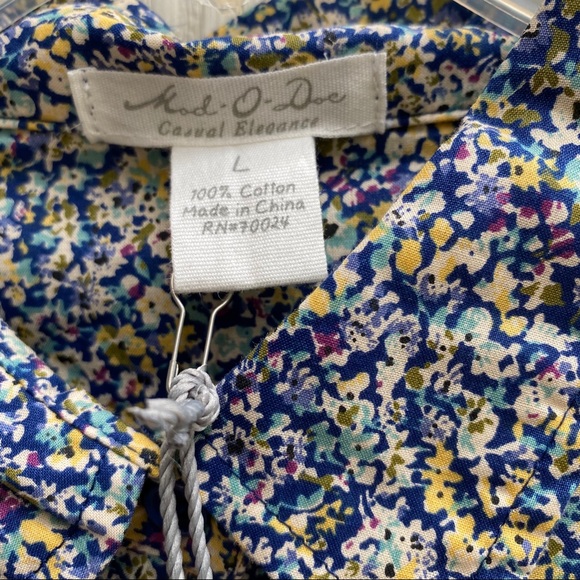 Mod-O-Doc
Casual Elegance
L
100% Cotton
Made in China
RN#70024